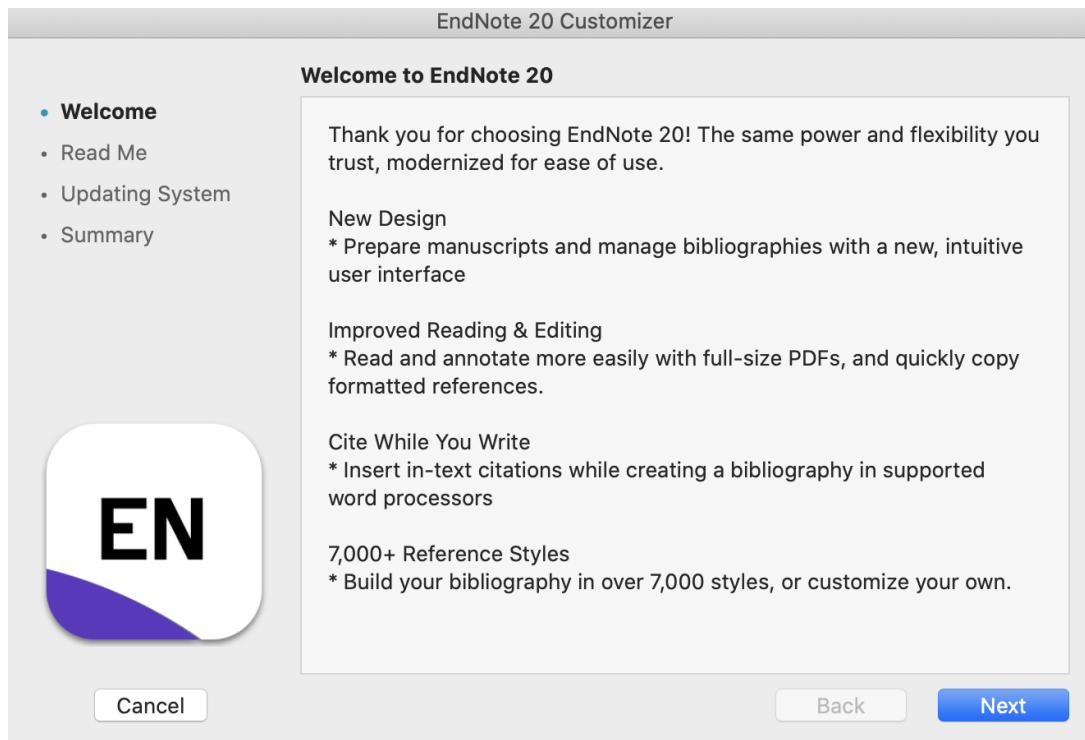 EndNote 20 Customizer
Welcome to EndNote 20
• Welcome
• Read Me
• Updating System
• Summary
Thank you for choosing EndNote 20! The same power and flexibility you
trust, modernized for ease of use.
New Design
* Prepare manuscripts and manage bibliographies with a new, intuitive
user interface
Improved Reading & Editing
* Read and annotate more easily with full-size PDFs, and quickly copy
formatted references.
Cite While You Write
* Insert in-text citations while creating a bibliography in supported
word processors
7,000+ Reference Styles
* Build your bibliography in over 7,000 styles, or customize your own.
EN
Cancel
Back
Next